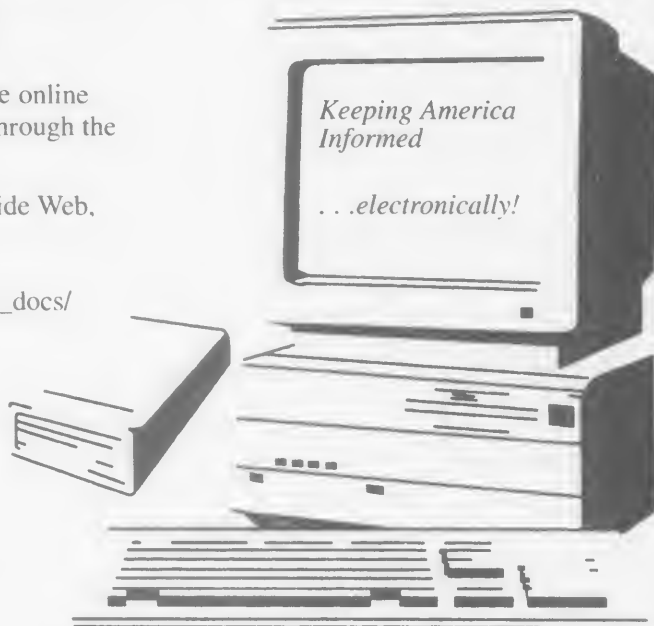 e online
hrough the
ide Web,
_docs/
Keeping America
Informed
. . .electronically!